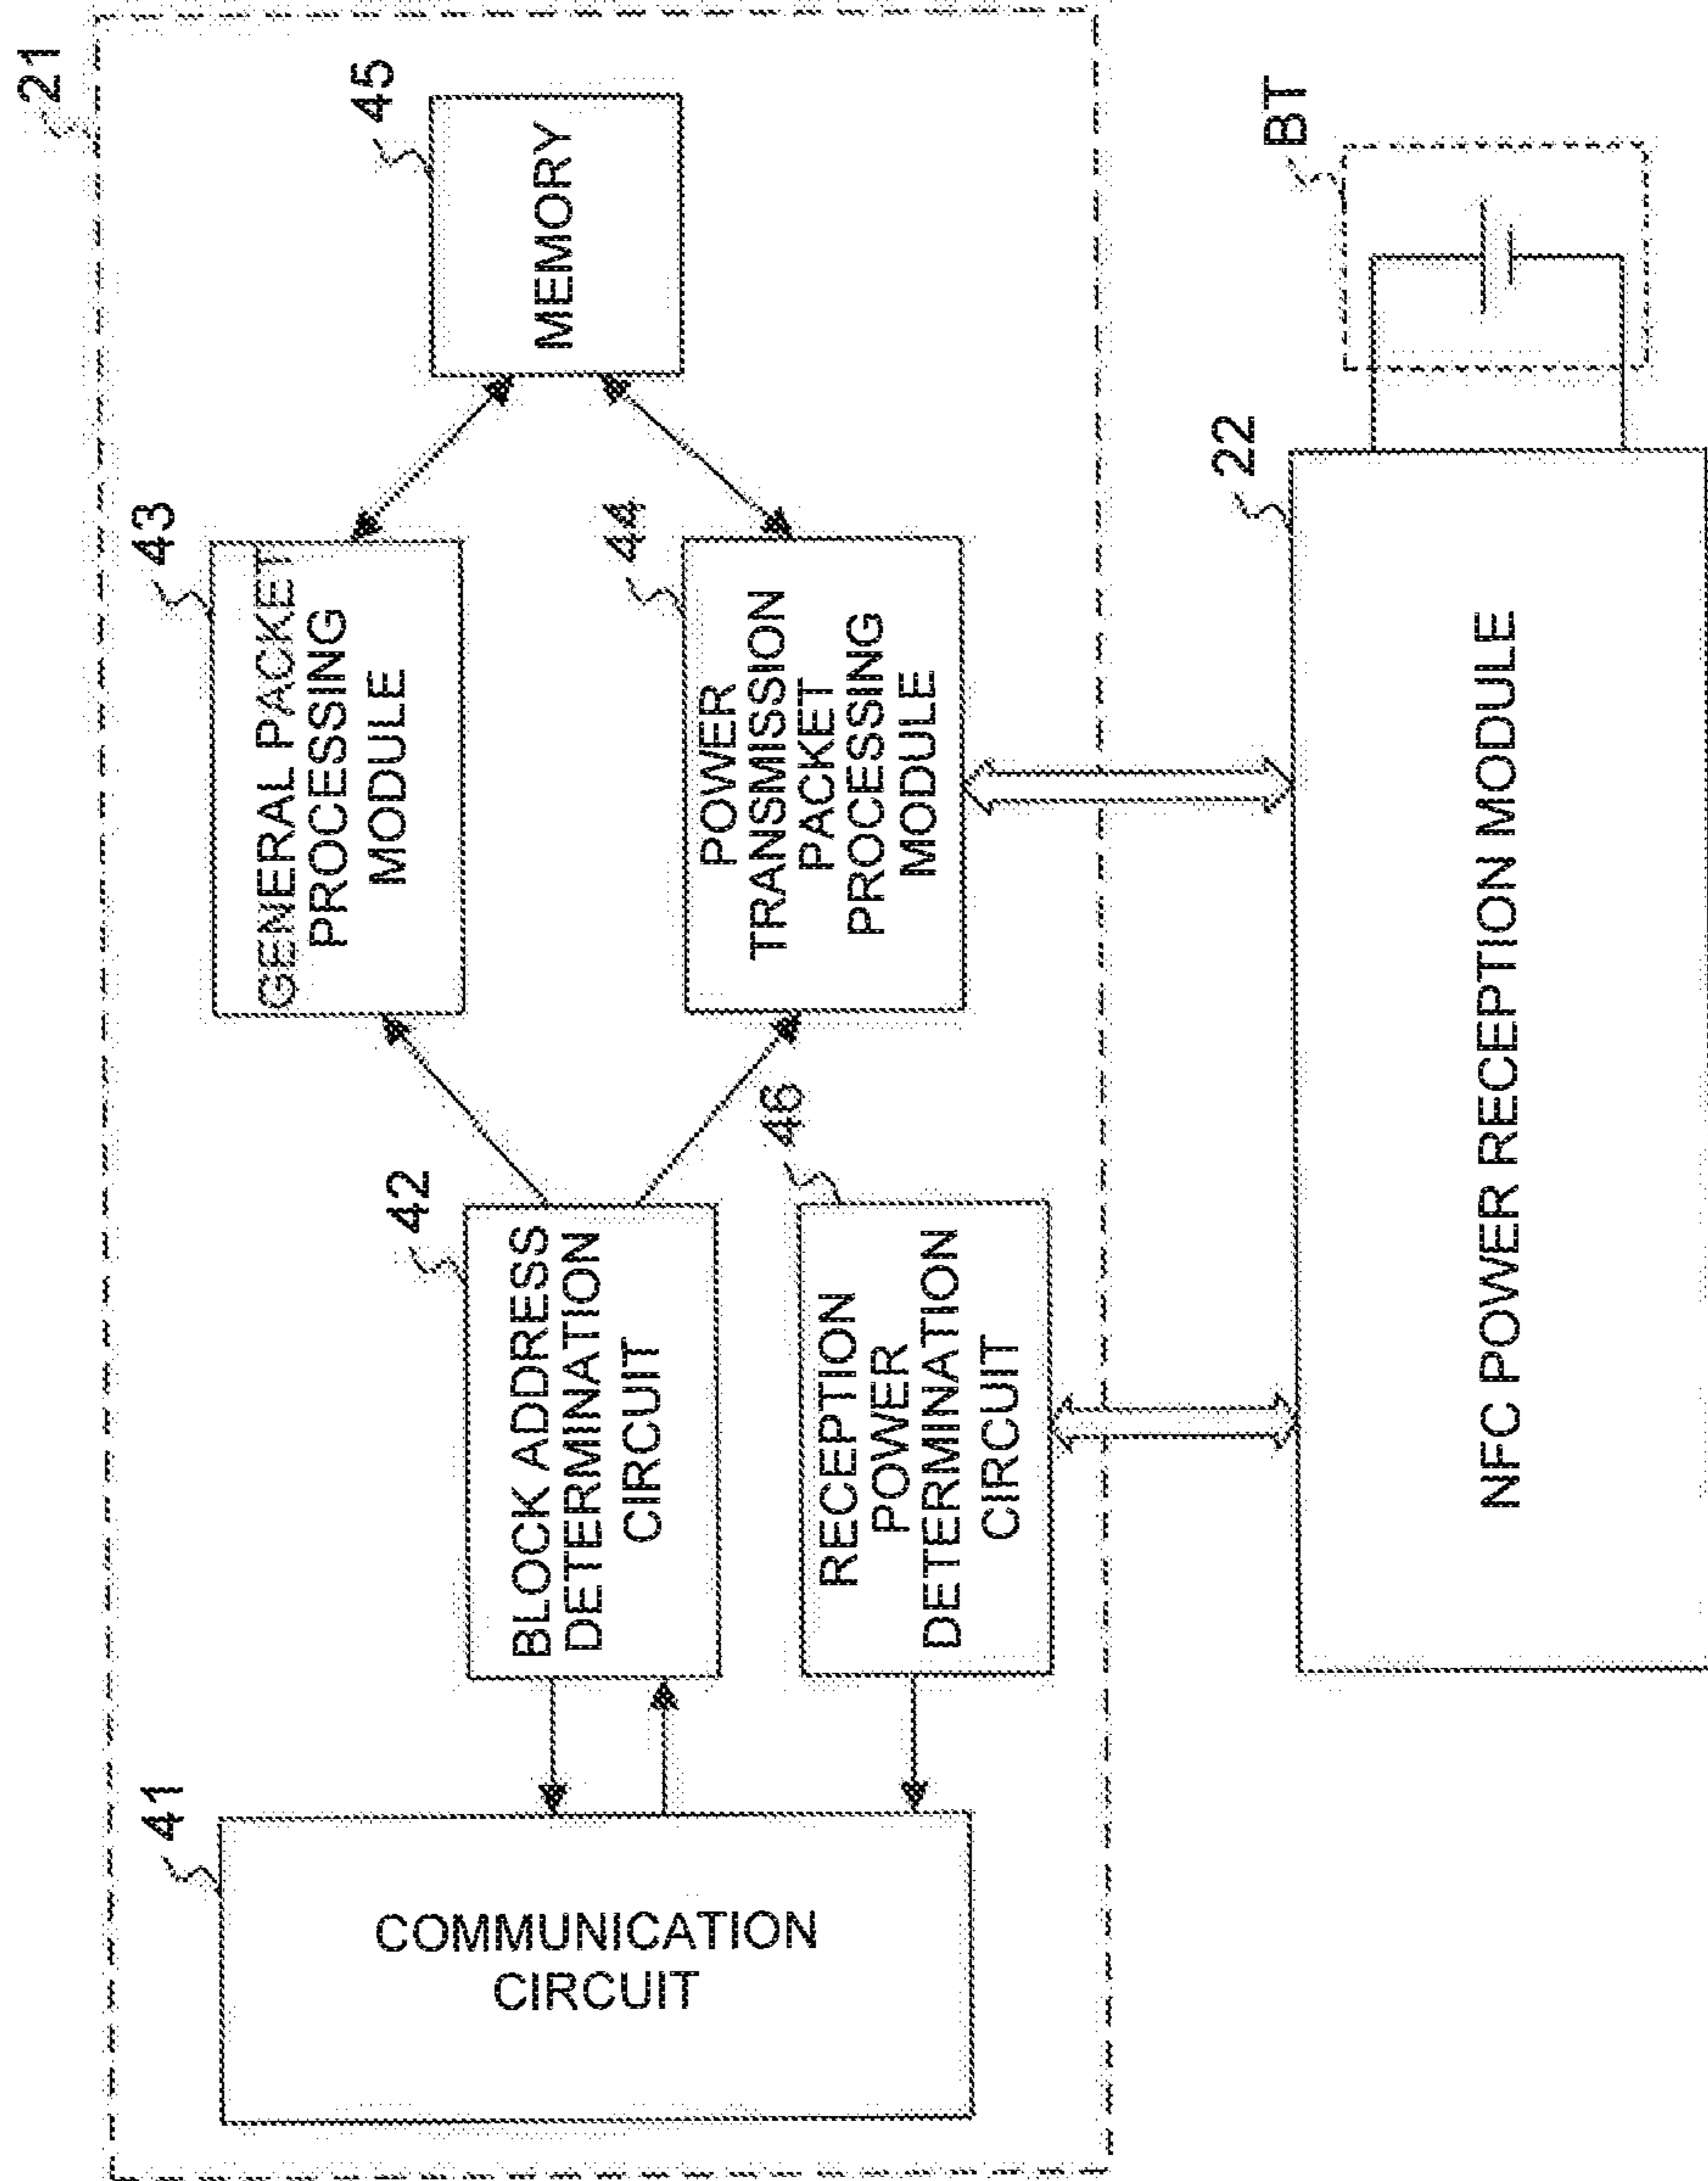 21
41
COMMUNICATION
CIRCUIT
42
BLOCK ADDRESS
DETERMINATION
CIRCUIT
43
GENERAL PACKET
PROCESSING
MODULE
45
MEMORY
46
RECEPTION
POWER
DETERMINATION
CIRCUIT
44
POWER
TRANSMISSION
PACKET
PROCESSING
MODULE
22
NFC POWER RECEPTION MODULE
BT